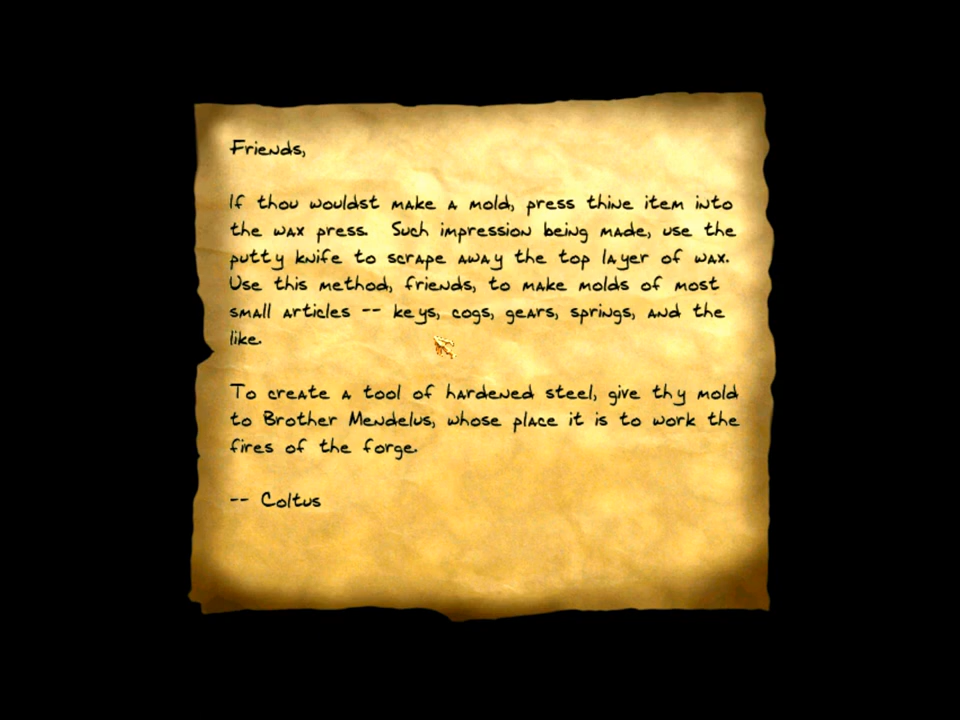 Friends,
If thou wouldst make a mold, press thine item into
the wax press.  Such impression being made, use the
putty knife to scrape away the top layer of wax.
Use this method, friends, to make molds of most
small articles -- keys, cogs, gears, springs, and the
like.
To create a tool of hardened steel, give thy mold
to Brother Mendelus, whose place it is to work the
fires of the forge.
-- Coltus